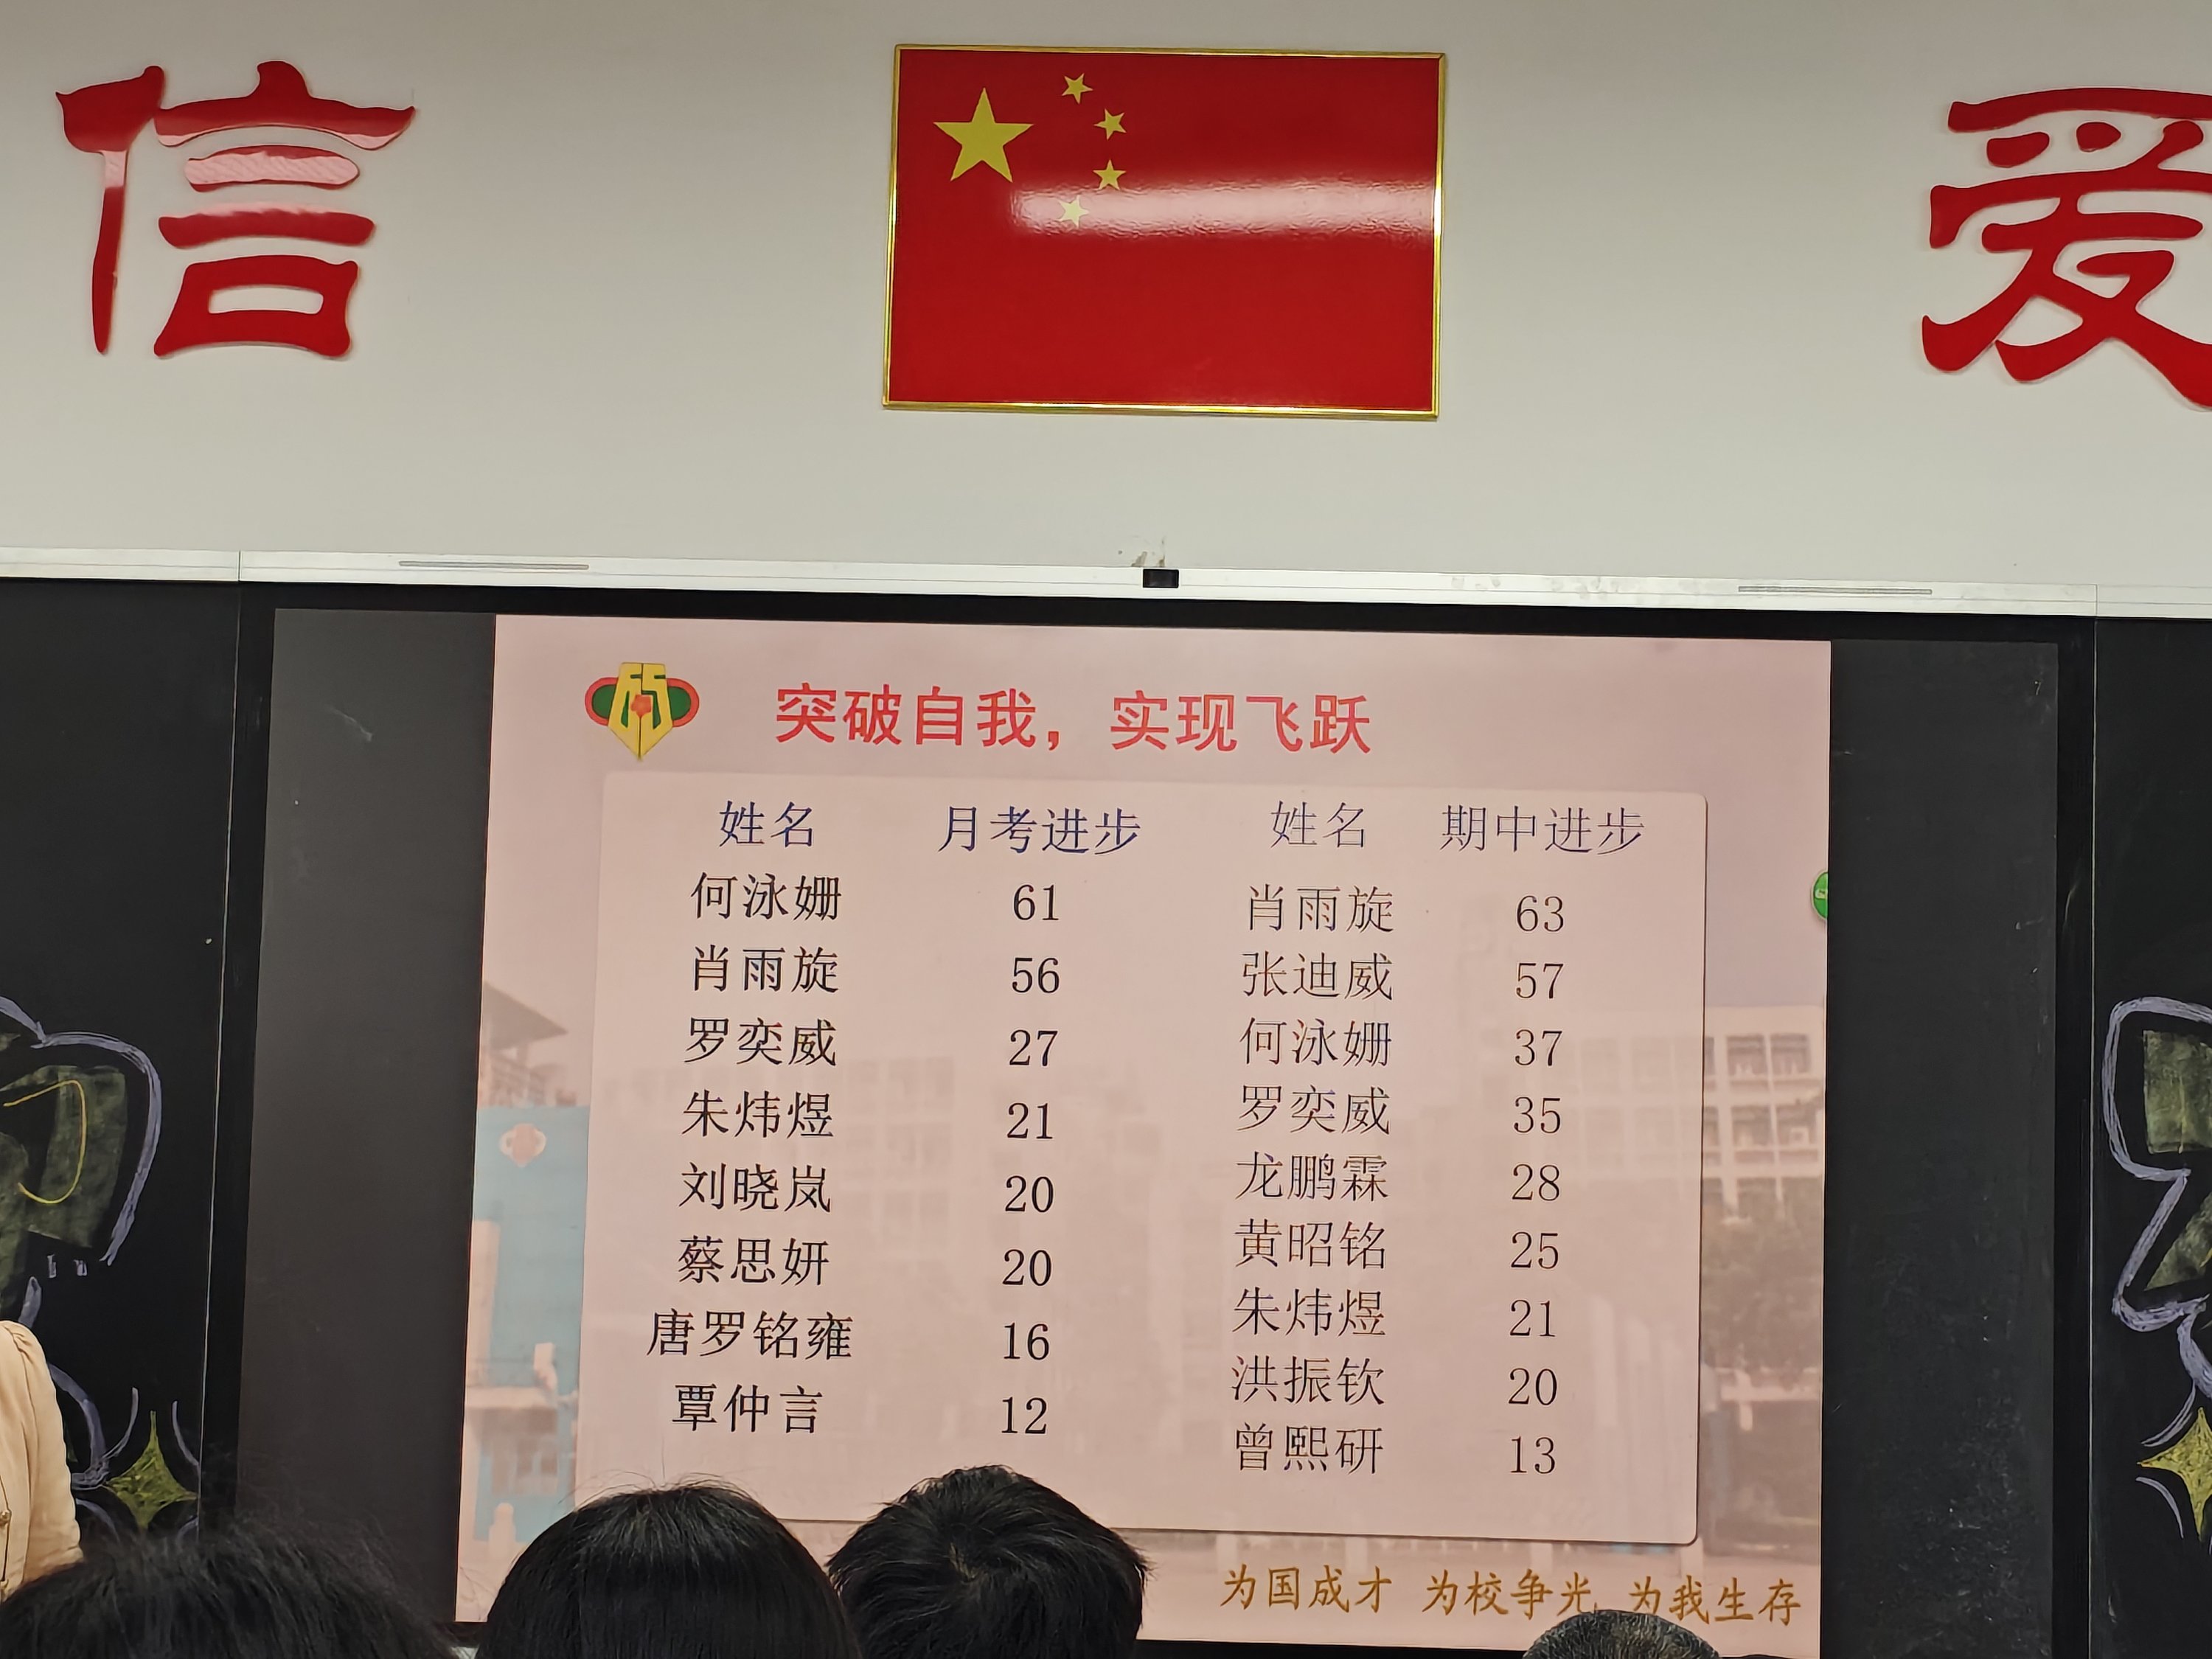 信 爱
突破自我，实现飞跃
姓名 月考进步 姓名 期中进步
何泳姗 61 肖雨旋 63
肖雨旋 56 张迪威 57
罗奕威 27 何泳姗 37
朱炜煜 21 罗奕威 35
刘晓岚 20 龙鹏霖 28
蔡思妍 20 黄昭铭 25
唐罗铭雍 16 朱炜煜 21
覃仲言 12 洪振钦 20
曾熙研 13
为国成才 为校争光 为我生存